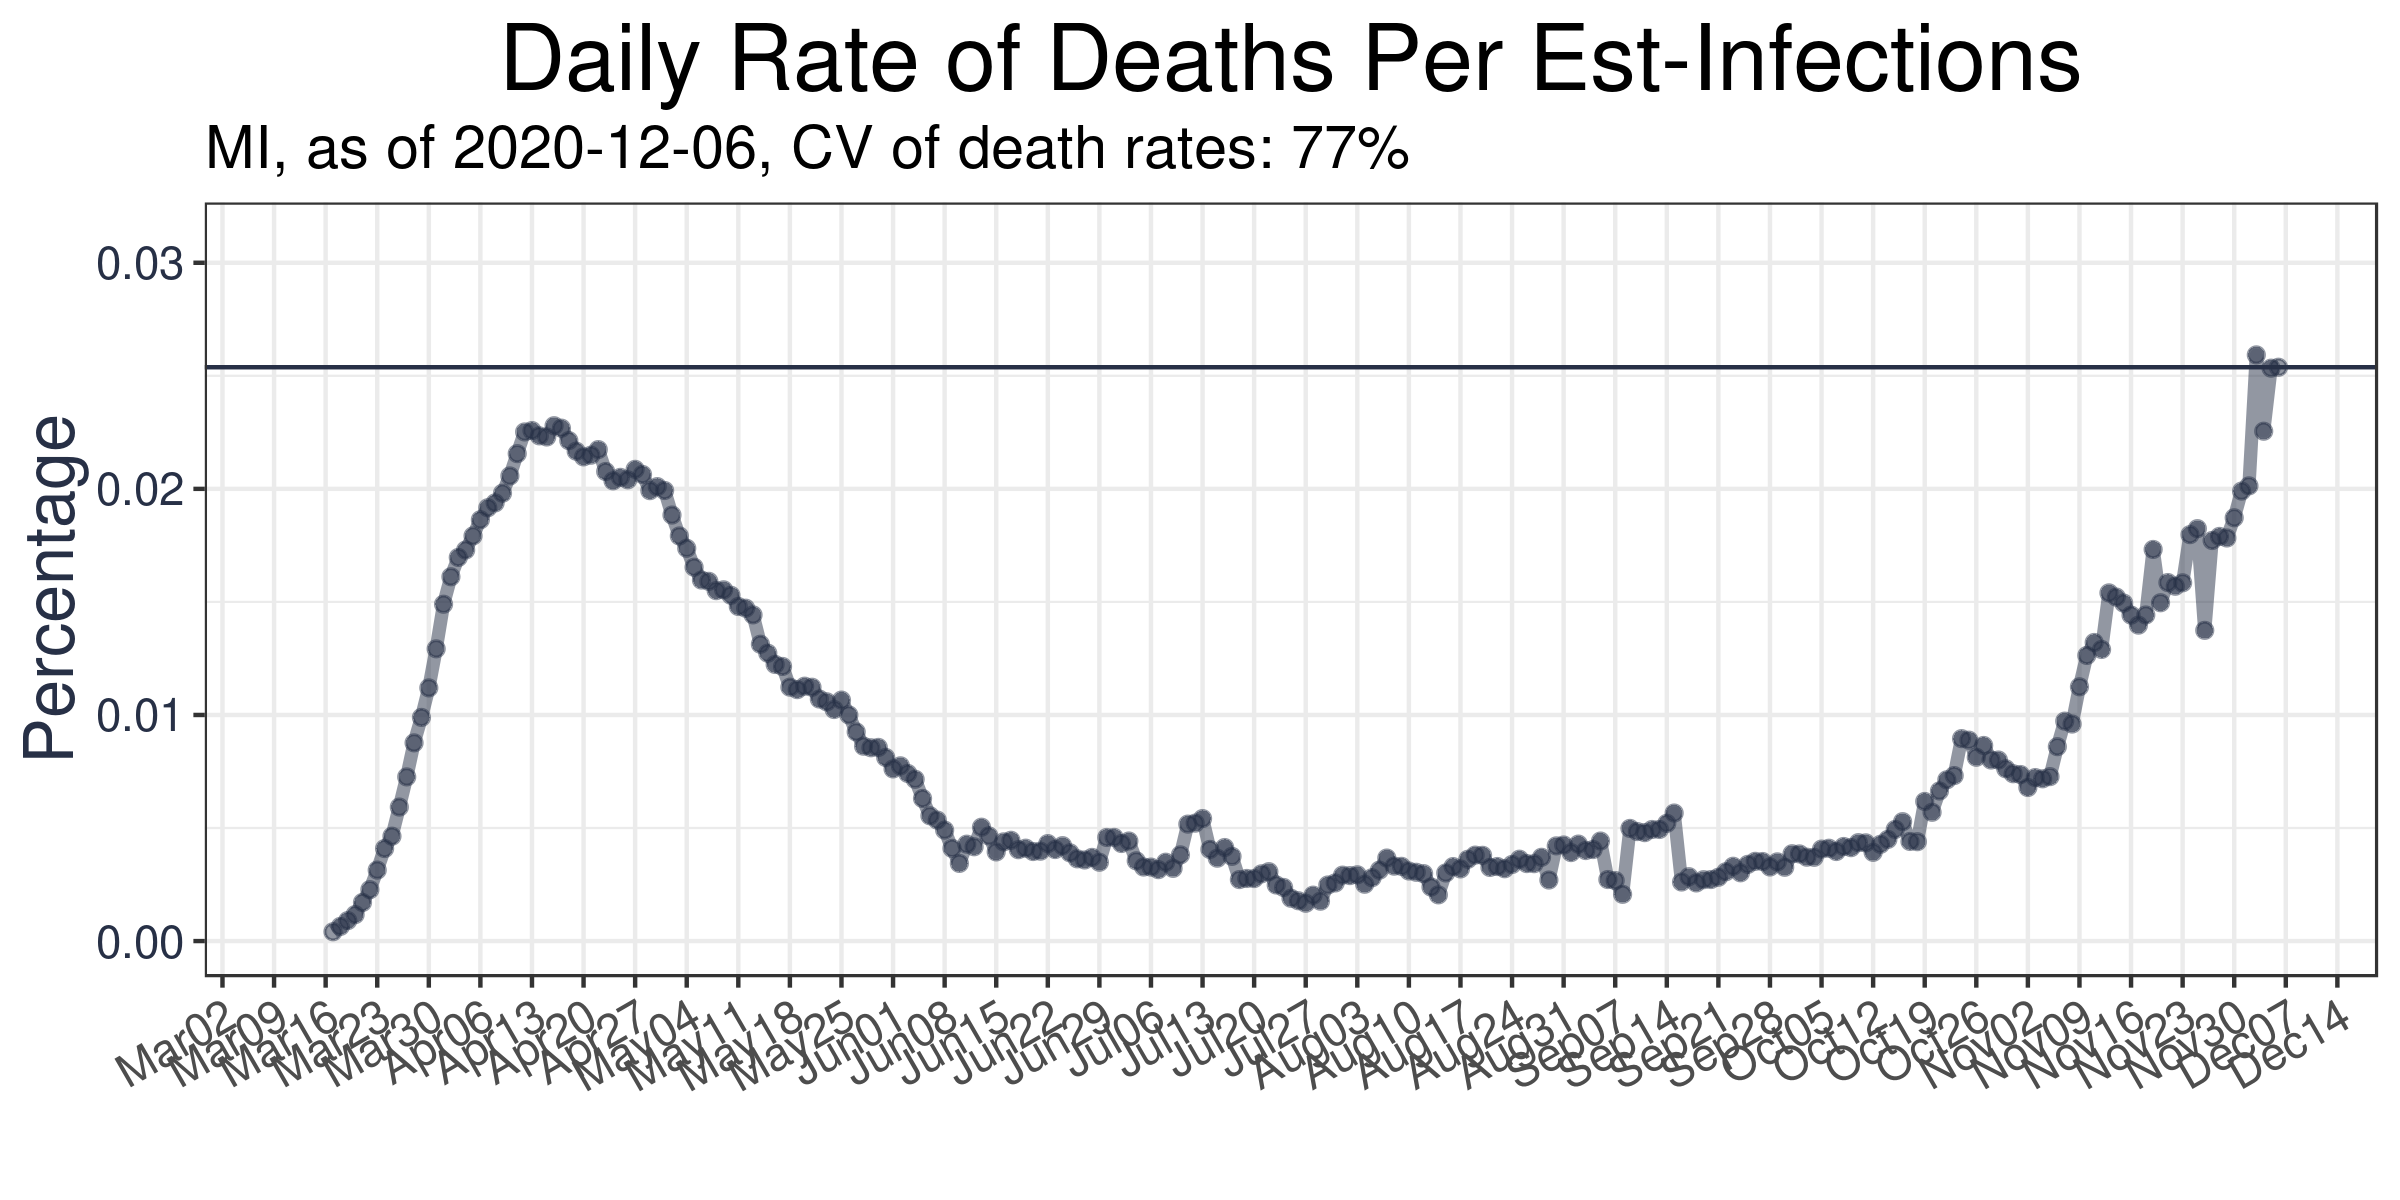 Daily Rate of Deaths Per Est-Infections
MI, as of 2020-12-06, CV of death rates: 77%
Percentage
0.03
0.02
0.01
0.00
Mar02
Mar09
Mar16
Mar23
Mar30
Apr06
Apr13
Apr20
Apr27
May04
May11
May18
May25
Jun01
Jun08
Jun15
Jun22
Jun29
Jul06
Jul13
Jul20
Jul27
Aug03
Aug10
Aug17
Aug24
Aug31
Sep07
Sep14
Sep21
Sep28
Oct05
Oct12
Oct19
Oct26
Nov02
Nov09
Nov16
Nov23
Nov30
Dec07
Dec14